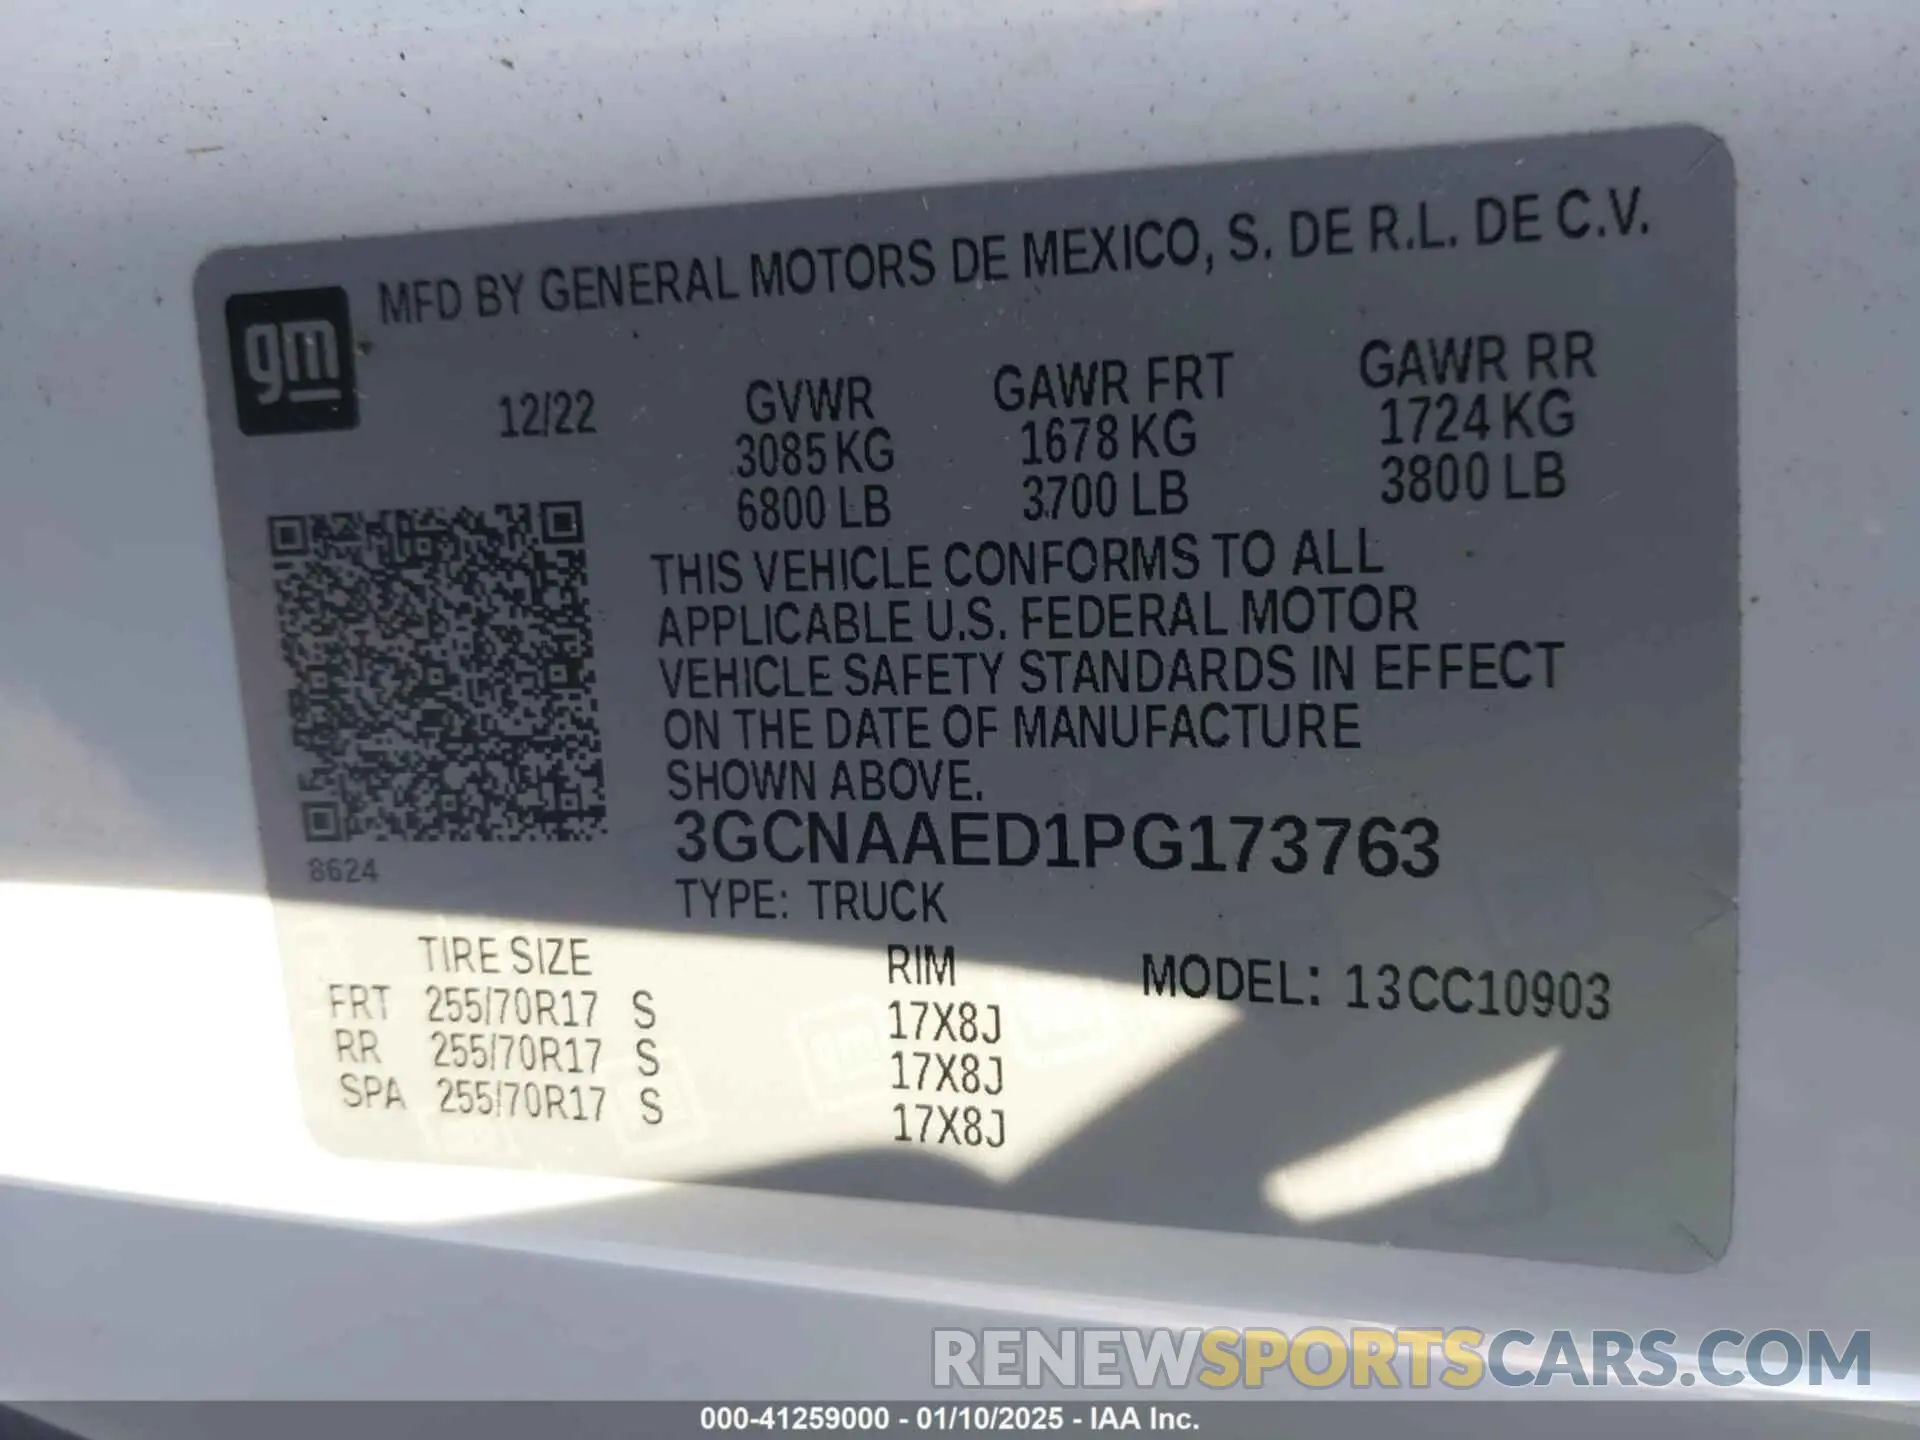 MFD BY GENERAL MOTORS DE MEXICO, S. DE R.L. DE C.V.
gm
12/22 GVWR GAWR FRT GAWR RR
3085 KG 1678 KG 1724 KG
6800 LB 3700 LB 3800 LB
THIS VEHICLE CONFORMS TO ALL
APPLICABLE U.S. FEDERAL MOTOR
VEHICLE SAFETY STANDARDS IN EFFECT
ON THE DATE OF MANUFACTURE
SHOWN ABOVE.
3GCNAAED1PG173763
8624
TYPE: TRUCK
TIRE SIZE RIM MODEL: 13CC10903
FRT 255/70R17 S 17X8J
RR 255/70R17 S 17X8J
SPA 255/70R17 S 17X8J
RENEWSPORTSCARS.COM
000-41259000 - 01/10/2025 - IAA Inc.